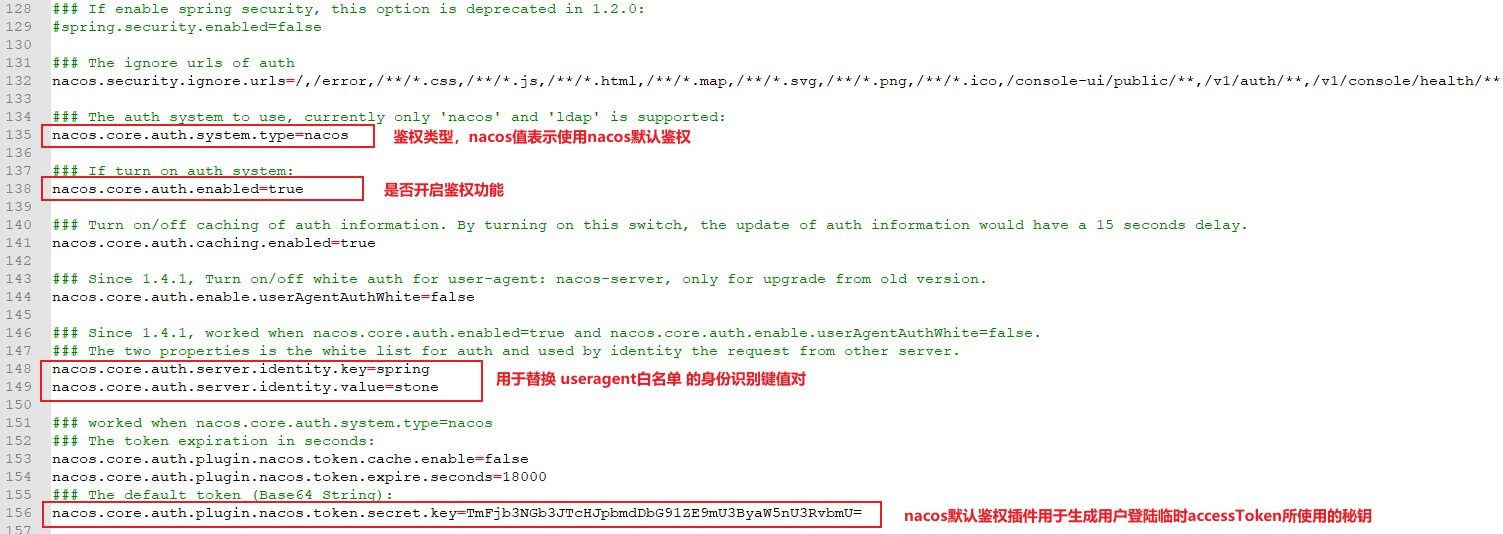 128 ### If enable spring security, this option is deprecated in 1.2.0:
129 #spring.security.enabled=false
130
131 ### The ignore urls of auth
132 nacos.security.ignore.urls=/,/error,/**/*.css,/**/*.js,/**/*.html,/**/*.map,/**/*.svg,/**/*.png,/**/*.ico,/console-ui/public/**,/v1/auth/**,/v1/console/health/**
133
134 ### The auth system to use, currently only 'nacos' and 'ldap' is supported:
135 nacos.core.auth.system.type=nacos 鉴权类型，nacos值表示使用nacos默认鉴权
136
137 ### If turn on auth system:
138 nacos.core.auth.enabled=true 是否开启鉴权功能
139
140 ### Turn on/off caching of auth information. By turning on this switch, the update of auth information would have a 15 seconds delay.
141 nacos.core.auth.caching.enabled=true
142
143 ### Since 1.4.1, Turn on/off white auth for user-agent: nacos-server, only for upgrade from old version.
144 nacos.core.auth.enable.userAgentAuthWhite=false
145
146 ### Since 1.4.1, worked when nacos.core.auth.enabled=true and nacos.core.auth.enable.userAgentAuthWhite=false.
147 ### The two properties is the white list for auth and used by identity the request from other server.
148 nacos.core.auth.server.identity.key=spring
149 nacos.core.auth.server.identity.value=stone 用于替换 useragent白名单 的身份识别键值对
150
151 ### worked when nacos.core.auth.system.type=nacos
152 ### The token expiration in seconds:
153 nacos.core.auth.plugin.nacos.token.cache.enable=false
154 nacos.core.auth.plugin.nacos.token.expire.seconds=18000
155 ### The default token (Base64 String):
156 nacos.core.auth.plugin.nacos.token.secret.key=TmFjb3NGb3JTcHJpbmdDbG91ZE9mU3ByaW5nU3RvbmU= nacos默认鉴权插件用于生成用户登陆临时accessToken所使用的秘钥
157